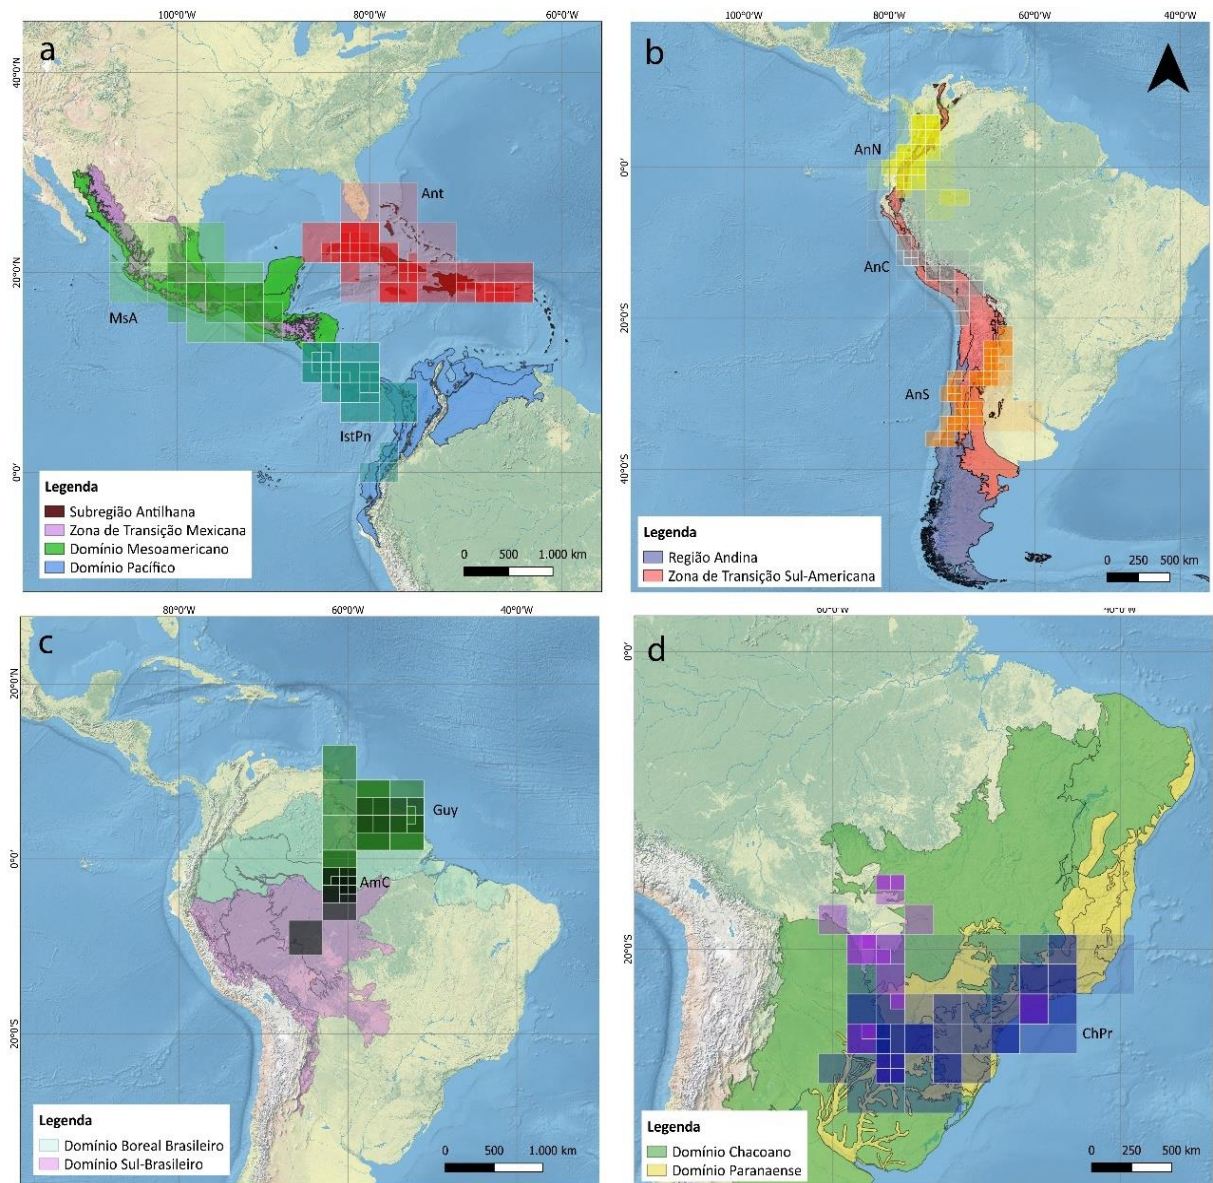 100°0'W 80°0'W 60°0'W
a
40°0'N
20°0'N
0°0'
Ant
MsA
IstPn
Legenda
Subregião Antilhana
Zona de Transição Mexicana
Domínio Mesoamericano
Domínio Pacífico
0 500 1.000 km
100°0'W 80°0'W 60°0'W 40°0'W
b
0°0'
20°0'S
40°0'S
AnN
AnC
AnS
Legenda
Região Andina
Zona de Transição Sul-Americana
0 250 500 km
80°0'W 60°0'W 40°0'W
c
20°0'N
0°0'
20°0'S
Guy
AmC
Legenda
Domínio Boreal Brasileiro
Domínio Sul-Brasileiro
0 500 1.000 km
60°0'W 40°0'W
d
0°0'
20°0'S
ChPr
Legenda
Domínio Chacoano
Domínio Paranaense
0 250 500 km